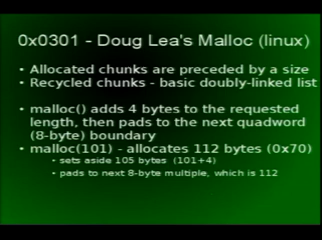 0x0301 - Doug Lea's Malloc (linux)
• Allocated chunks are preceded by a size
• Recycled chunks - basic doubly-linked list
• malloc() adds 4 bytes to the requested
length, then pads to the next quadword
(8-byte) boundary
• malloc(101) - allocates 112 bytes (0x70)
• sets aside 105 bytes (101+4)
• pads to next 8-byte multiple, which is 112